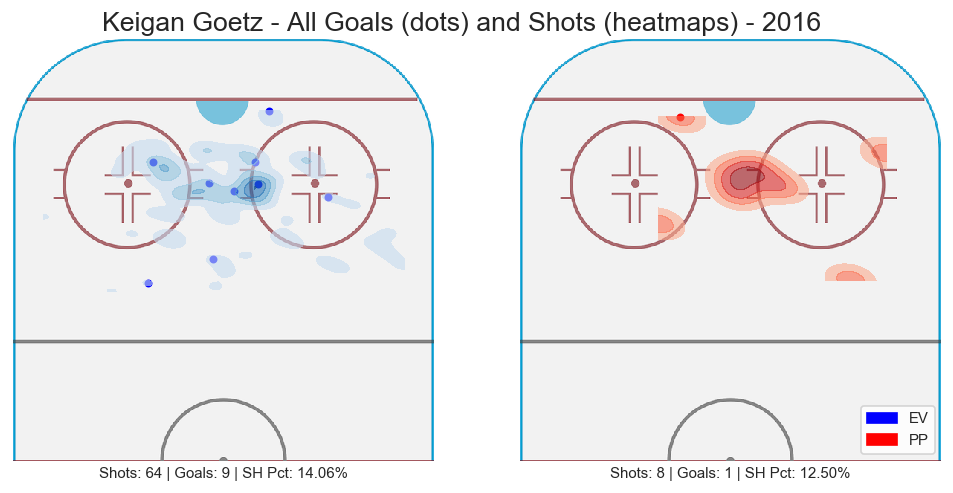 Keigan Goetz - All Goals (dots) and Shots (heatmaps) - 2016
EV
PP
Shots: 64 | Goals: 9 | SH Pct: 14.06%
Shots: 8 | Goals: 1 | SH Pct: 12.50%